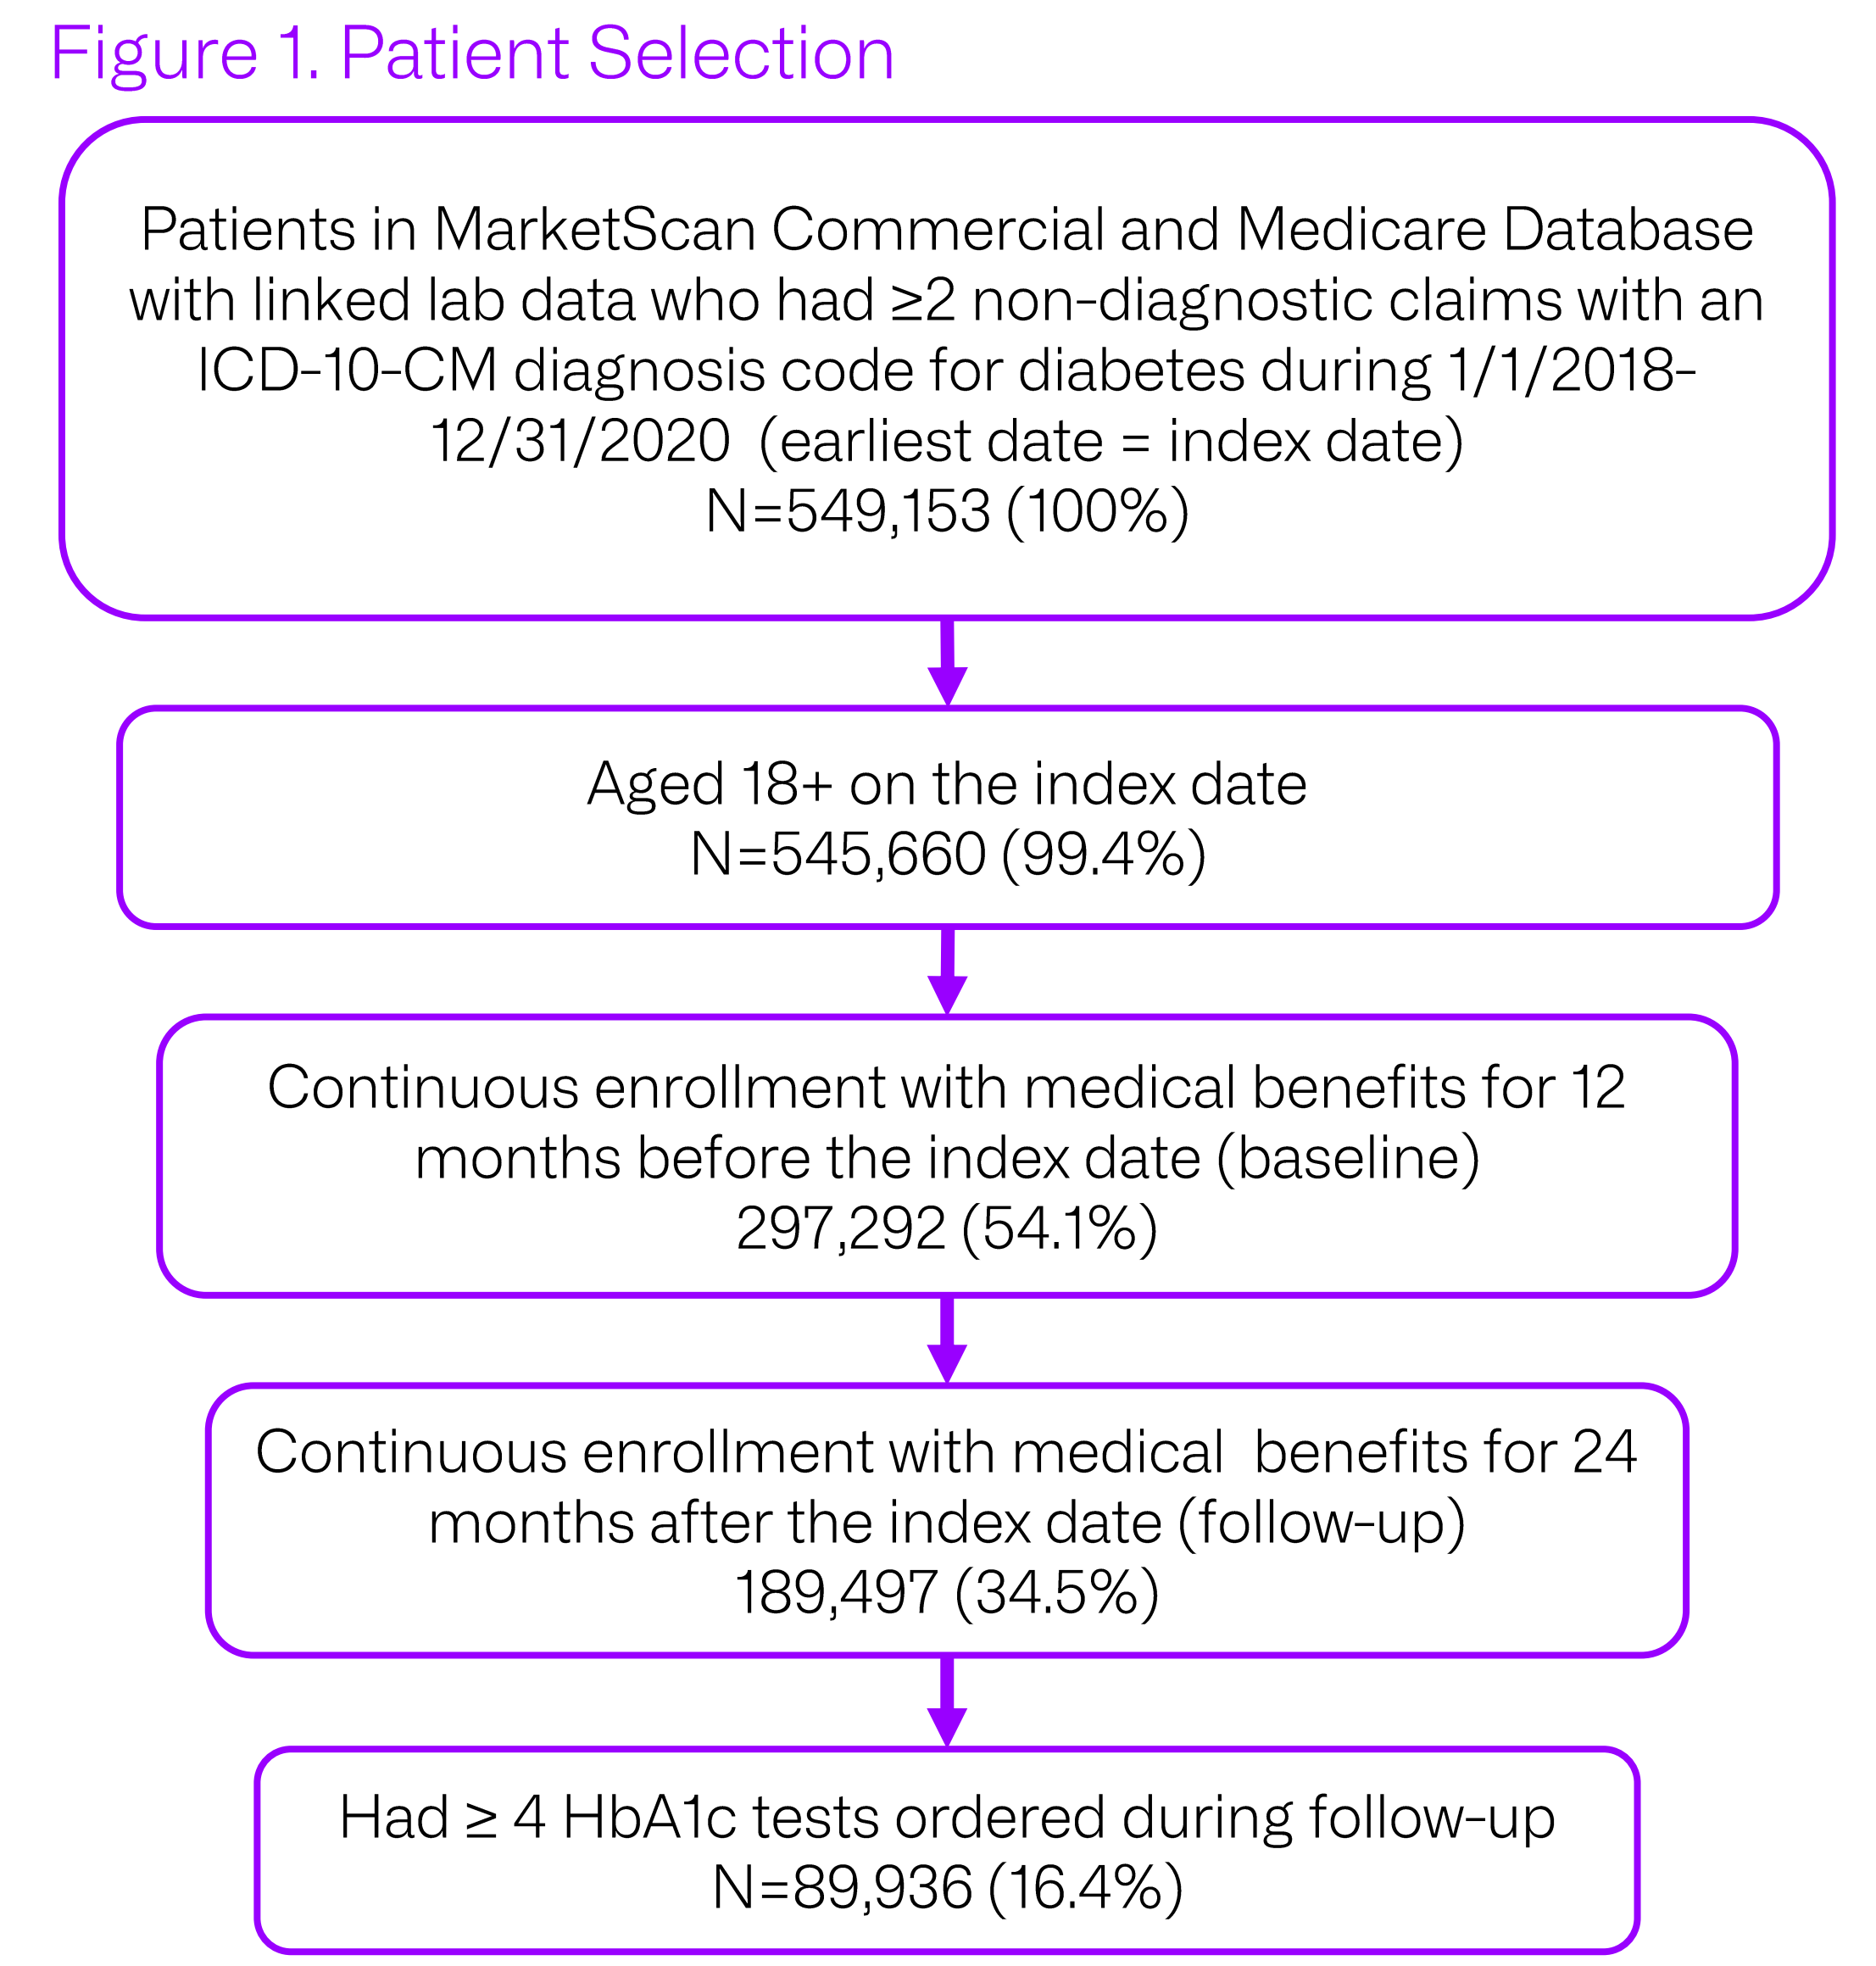 Figure 1. Patient Selection
Patients in MarketScan Commercial and Medicare Database
with linked lab data who had ≥2 non-diagnostic claims with an
ICD-10-CM diagnosis code for diabetes during 1/1/2018-
12/31/2020 (earliest date = index date)
N=549,153 (100%)
Aged 18+ on the index date
N=545,660 (99.4%)
Continuous enrollment with medical benefits for 12
months before the index date (baseline)
297,292 (54.1%)
Continuous enrollment with medical benefits for 24
months after the index date (follow-up)
189,497 (34.5%)
Had ≥ 4 HbA1c tests ordered during follow-up
N=89,936 (16.4%)